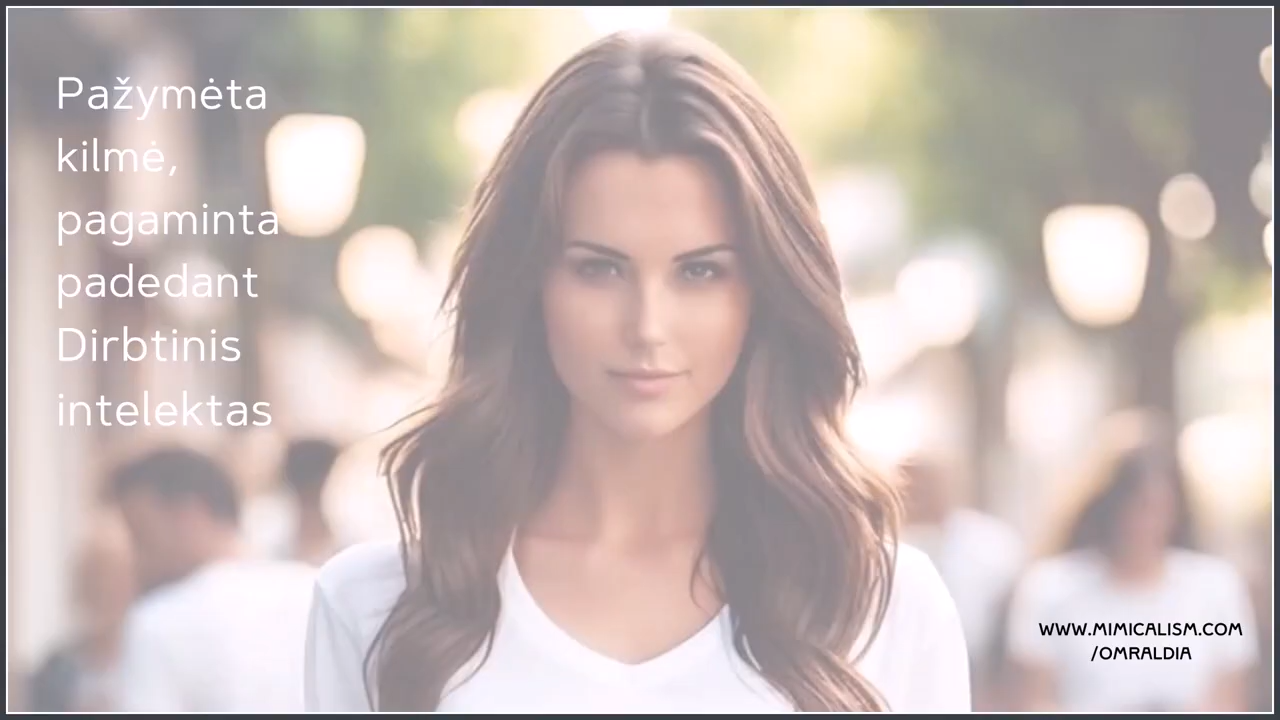 Pažymėta
kilmė,
pagaminta
padedant
Dirbtinis
intelektas
WWW.MIMICALISM.COM
/OMRALDIA